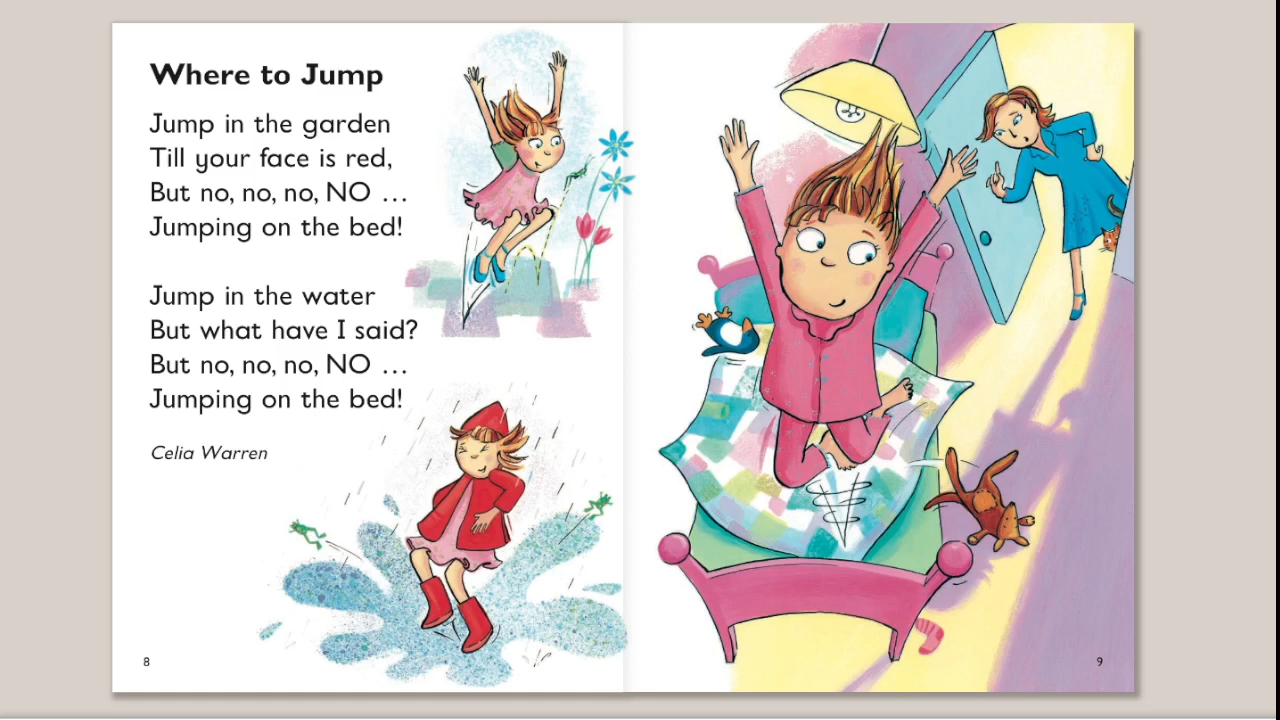 Where to Jump
Jump in the garden
Till your face is red,
But no, no, no, NO …
Jumping on the bed!
Jump in the water
But what have I said?
But no, no, no, NO …
Jumping on the bed!
Celia Warren
8
9